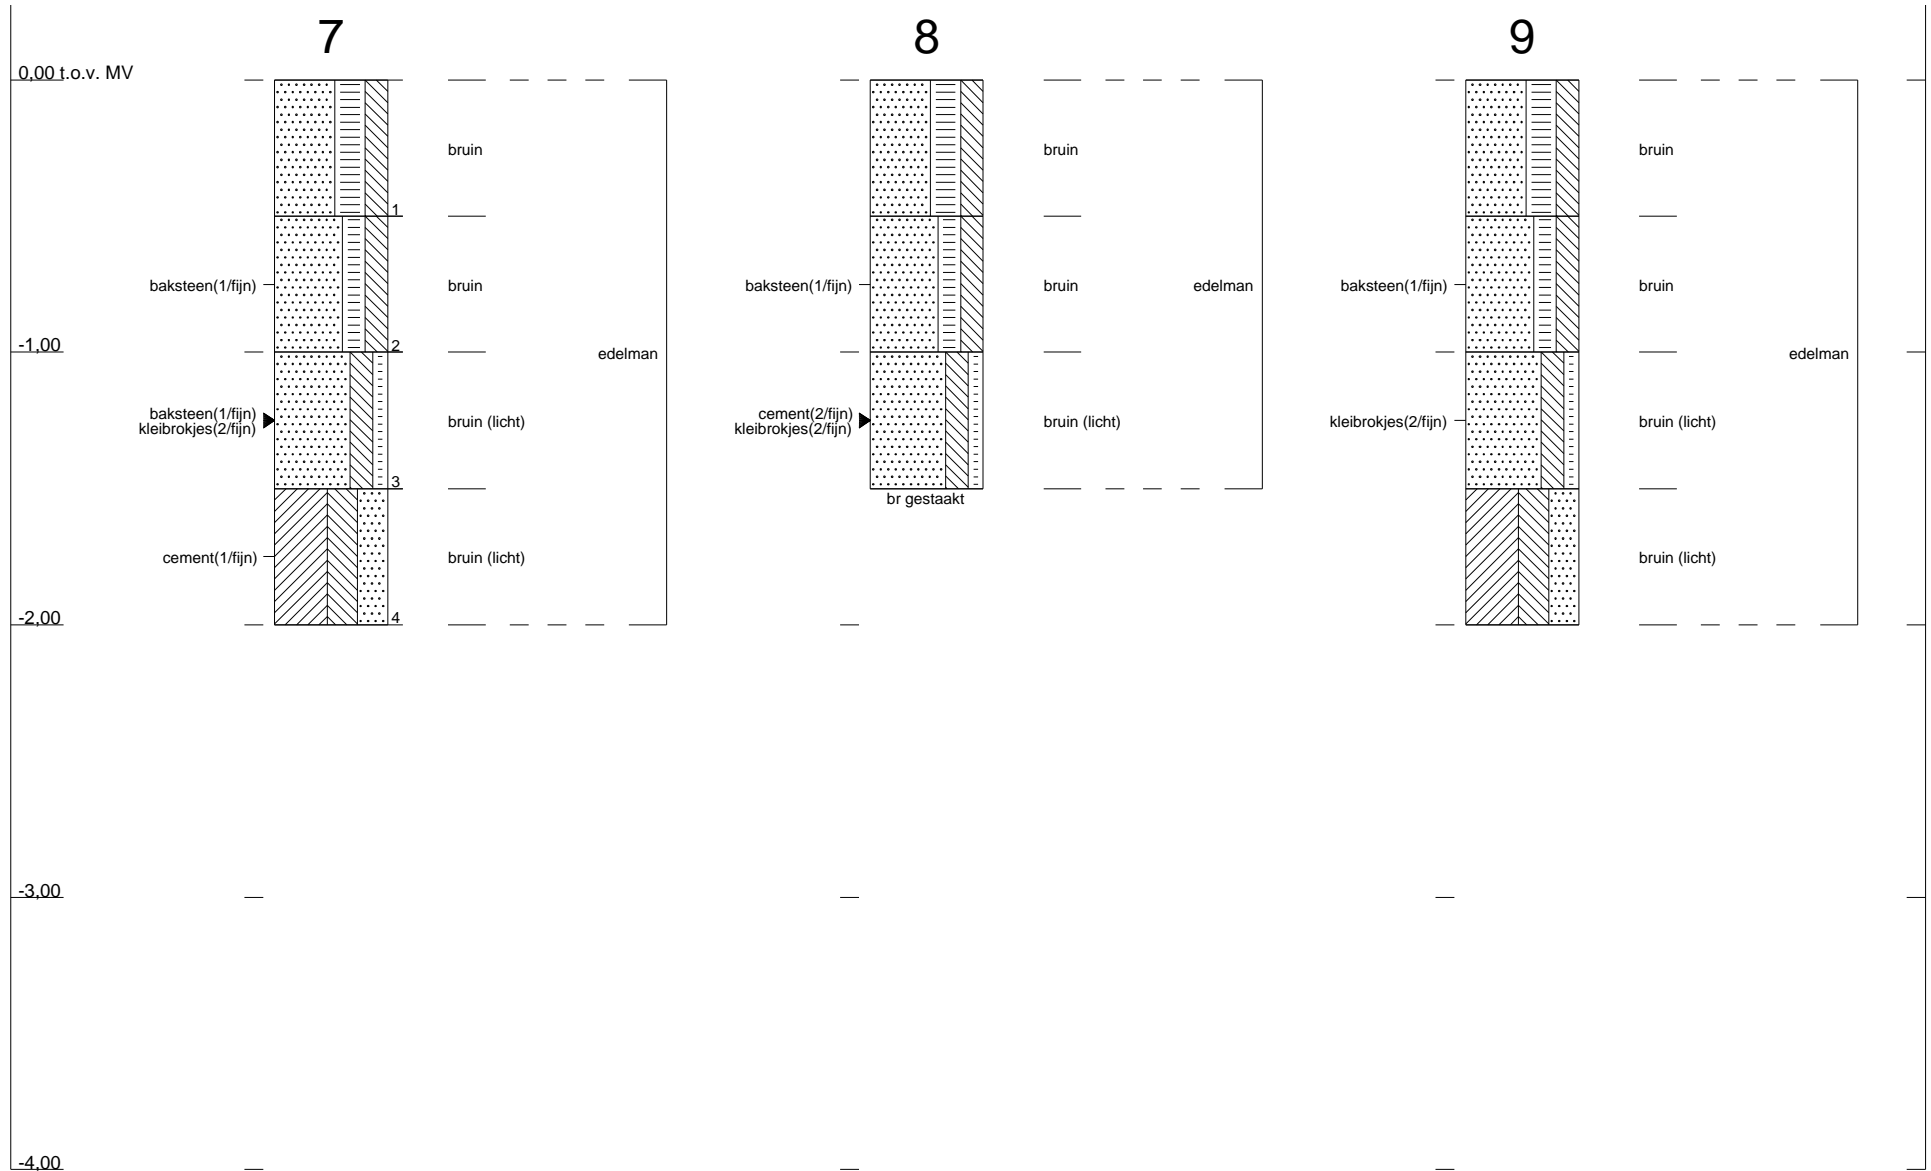 7
8
9
0,00 t.o.v. MV
bruin
bruin
bruin
1
baksteen(1/fijn)
bruin
baksteen(1/fijn)
bruin
edelman
baksteen(1/fijn)
bruin
-1,00
2
edelman
edelman
baksteen(1/fijn)
kleibrokjes(2/fijn)
bruin (licht)
cement(2/fijn)
kleibrokjes(2/fijn)
bruin (licht)
kleibrokjes(2/fijn)
bruin (licht)
3
br gestaakt
cement(1/fijn)
bruin (licht)
bruin (licht)
-2,00
4
-3,00
-4,00